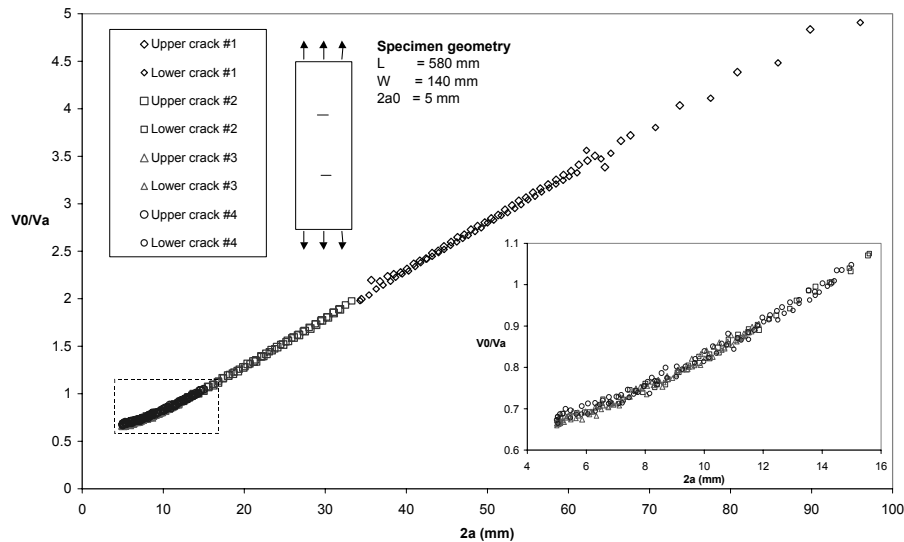 5
4.5
4
3.5
3
2.5
2
1.5
1
0.5
0
V0/Va
0 10 20 30 40 50 60 70 80 90 100
2a (mm)
Upper crack #1
Lower crack #1
Upper crack #2
Lower crack #2
Upper crack #3
Lower crack #3
Upper crack #4
Lower crack #4
Specimen geometry
L = 580 mm
W = 140 mm
2a0 = 5 mm
1.1
1
0.9
0.8
0.7
0.6
V0/Va
4 6 8 10 12 14 16
2a (mm)